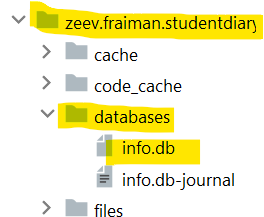 zeev.fraiman.studentdiary
cache
code_cache
databases
info.db
info.db-journal
files